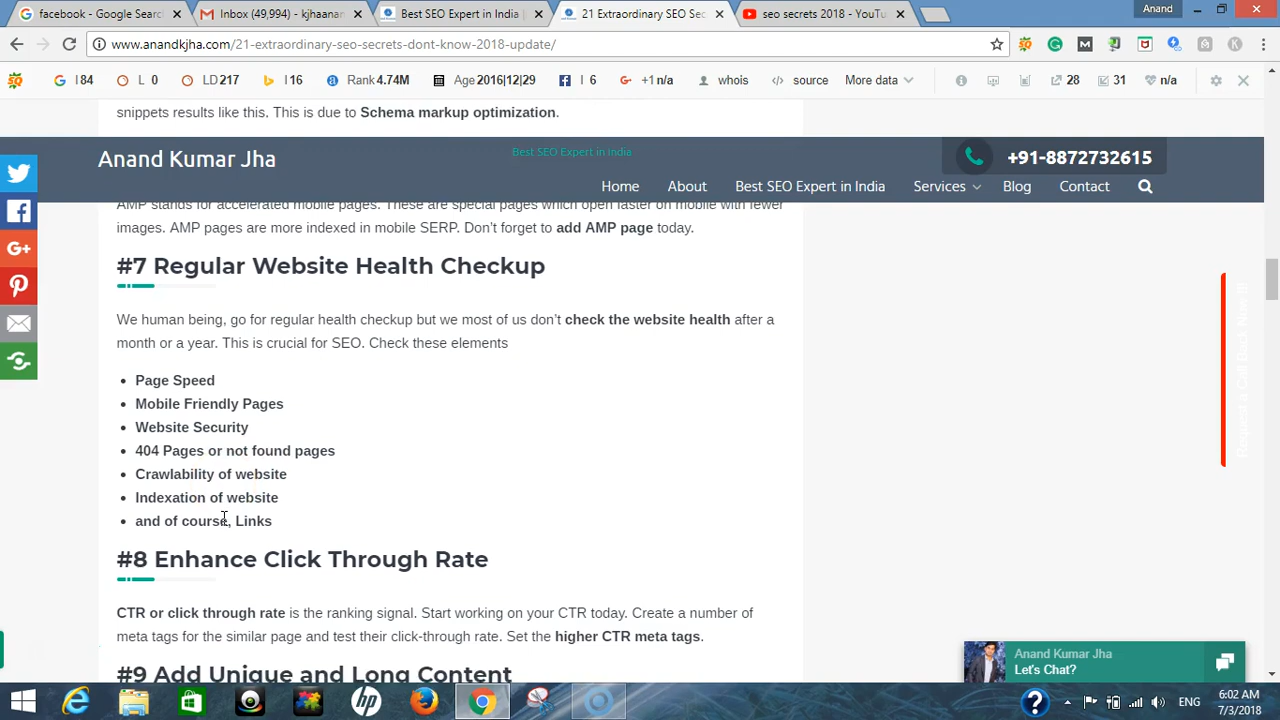 facebook - Google Search
Inbox (49,994) - kjhaanan
Best SEO Expert in India |
21 Extraordinary SEO Sec
seo secrets 2018 - YouTu
Anand
www.anandkjha.com/21-extraordinary-seo-secrets-dont-know-2018-update/
I 84
L 0
LD 217
I 16
Rank 4.74M
Age 2016|12|29
I 6
+1 n/a
whois
source
More data
28
31
n/a
snippets results like this. This is due to Schema markup optimization.
Anand Kumar Jha
Best SEO Expert in India
+91-8872732615
Home
About
Best SEO Expert in India
Services
Blog
Contact
AMP stands for accelerated mobile pages. These are special pages which open faster on mobile with fewer
images. AMP pages are more indexed in mobile SERP. Don't forget to add AMP page today.
#7 Regular Website Health Checkup
We human being, go for regular health checkup but we most of us don't check the website health after a
month or a year. This is crucial for SEO. Check these elements
Page Speed
Mobile Friendly Pages
Website Security
404 Pages or not found pages
Crawlability of website
Indexation of website
and of course, Links
#8 Enhance Click Through Rate
CTR or click through rate is the ranking signal. Start working on your CTR today. Create a number of
meta tags for the similar page and test their click-through rate. Set the higher CTR meta tags.
#9 Add Unique and Long Content
Request a Call Back Now !!!
Anand Kumar Jha
Let's Chat?
ENG
6:02 AM
7/3/2018